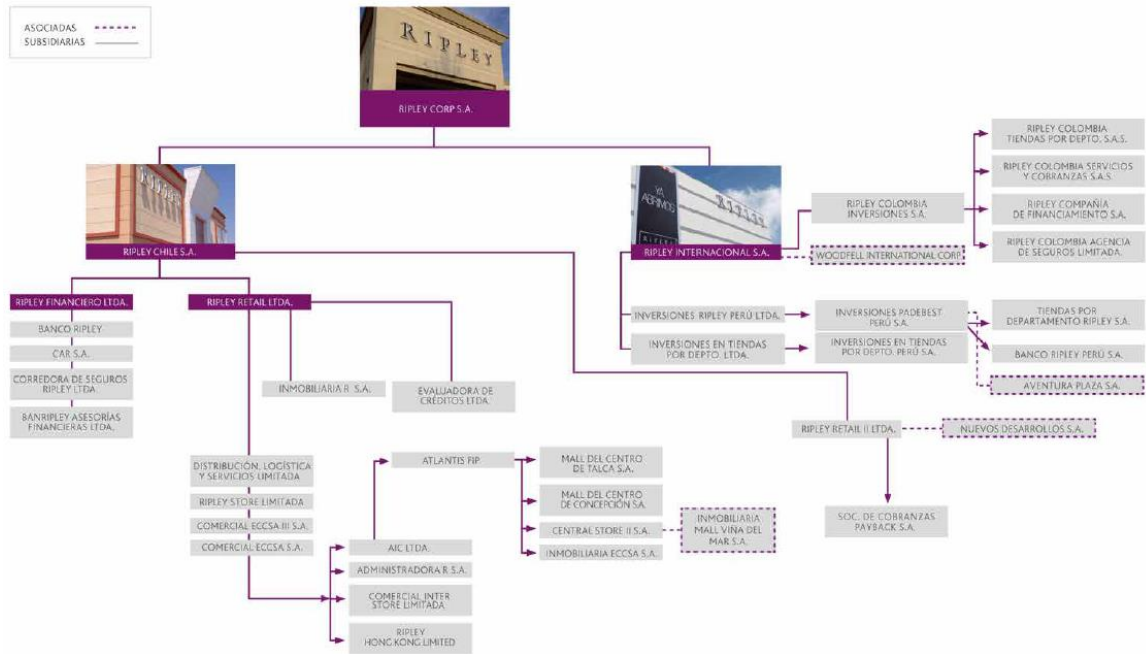 ASOCIADAS
SUBSIDIARIAS
RIPLEY
RIPLEY CORP S.A.
RIPLEY
RIPLEY CHILE S.A.
YA
ABRIMOS
RIPLEY
RIPLEY
RIPLEY INTERNACIONAL S.A.
RIPLEY COLOMBIA
INVERSIONES S.A.
WOODFELL INTERNATIONAL CORP
RIPLEY COLOMBIA
TIENDAS POR DEPTO. S.A.S.
RIPLEY COLOMBIA SERVICIOS
Y COBRANZAS S.A.S.
RIPLEY COMPAÑÍA
DE FINANCIAMIENTO S.A.
RIPLEY COLOMBIA AGENCIA
DE SEGUROS LIMITADA.
RIPLEY FINANCIERO LTDA.
BANCO RIPLEY
CAR S.A.
CORREDORA DE SEGUROS
RIPLEY LTDA.
BANRIPLEY ASESORÍAS
FINANCIERAS LTDA.
RIPLEY RETAIL LTDA.
INMOBILIARIA R S.A.
EVALUADORA DE
CRÉDITOS LTDA.
INVERSIONES RIPLEY PERÚ LTDA.
INVERSIONES EN TIENDAS
POR DEPTO. LTDA.
INVERSIONES PADEBEST
PERÚ S.A.
INVERSIONES EN TIENDAS
POR DEPTO. PERÚ S.A.
TIENDAS POR
DEPARTAMENTO RIPLEY S.A.
BANCO RIPLEY PERÚ S.A.
AVENTURA PLAZA S.A.
RIPLEY RETAIL II LTDA.
NUEVOS DESARROLLOS S.A.
SOC. DE COBRANZAS
PAYBACK S.A.
DISTRIBUCIÓN, LOGÍSTICA
Y SERVICIOS LIMITADA
RIPLEY STORE LIMITADA
COMERCIAL ECCSA III S.A.
COMERCIAL ECCSA S.A.
ATLANTIS FIP
MALL DEL CENTRO
DE TALCA S.A.
MALL DEL CENTRO
DE CONCEPCIÓN SA.
CENTRAL STORE II S.A.
INMOBILIARIA ECCSA S.A.
INMOBILIARIA
MALL VIÑA DEL
MAR S.A.
AIC LTDA.
ADMINISTRADORA R S.A.
COMERCIAL INTER
STORE LIMITADA
RIPLEY
HONG KONG LIMITED